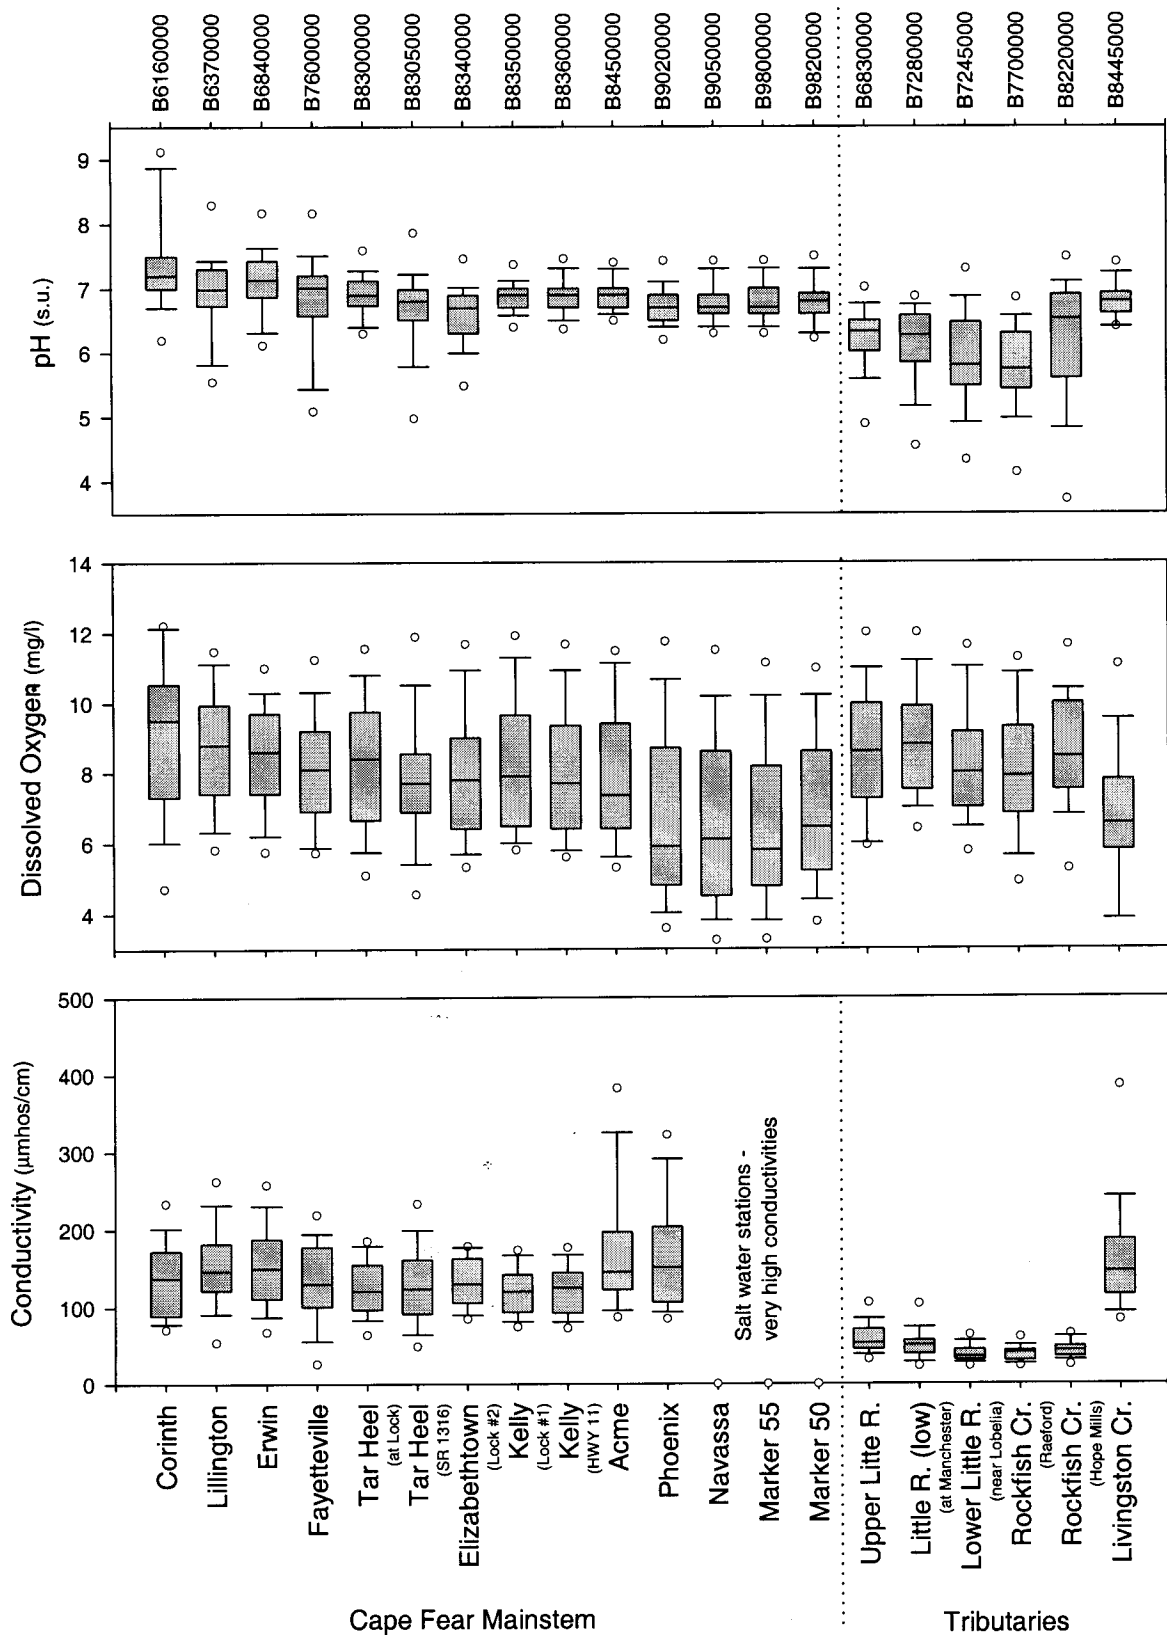 B6160000
B6370000
B6840000
B7600000
B8300000
B8305000
B8340000
B8350000
B8360000
B8450000
B9020000
B9050000
B9800000
B9820000
B6830000
B7280000
B7245000
B7700000
B8220000
B8445000
pH (s.u.)
9
8
7
6
5
4
Dissolved Oxygen (mg/l)
14
12
10
8
6
4
Conductivity (µmhos/cm)
500
400
300
200
100
0
Salt water stations -
very high conductivities
Corinth
Lillington
Erwin
Fayetteville
Tar Heel
(at Lock)
Tar Heel
(SR 1316)
Elizabethtown
(Lock #2)
Kelly
(Lock #1)
Kelly
(HWY 11)
Acme
Phoenix
Navassa
Marker 55
Marker 50
Upper Litte R.
Little R. (low)
(at Manchester)
Lower Little R.
(near Lobelia)
Rockfish Cr.
(Raeford)
Rockfish Cr.
(Hope Mills)
Livingston Cr.
Cape Fear Mainstem
Tributaries